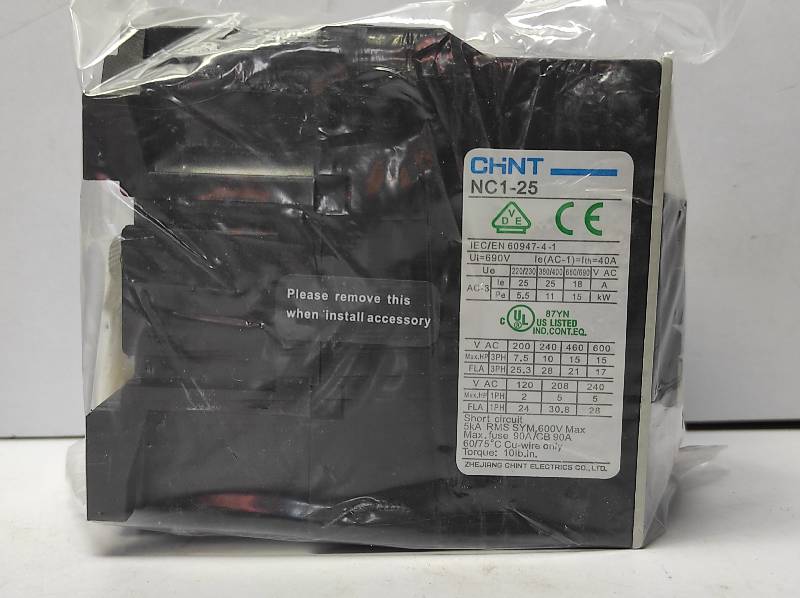 CHNT
NC1-25
VDE CE
IEC/EN 60947-4-1
Ui=690V Ie(AC-1)=Ith=40A
Ue 220/230 380/400 660/690 V AC
AC-3 Ie 25 25 18 A
Pe 5.5 11 15 kW
Please remove this
when install accessory
c UL 87YN
US LISTED
IND.CONT.EQ.
V AC 200 240 460 600
Max.HP 3PH 7.5 10 15 15
FLA 3PH 25.3 28 21 17
V AC 120 208 240
Max.HP 1PH 2 5 5
FLA 1PH 24 30.8 28
Short circuit
5kA RMS SYM,600V Max
Max. fuse 90A/CB 90A
60/75°C Cu-wire only
Torque: 10lb.in.
ZHEJIANG CHINT ELECTRICS CO., LTD.